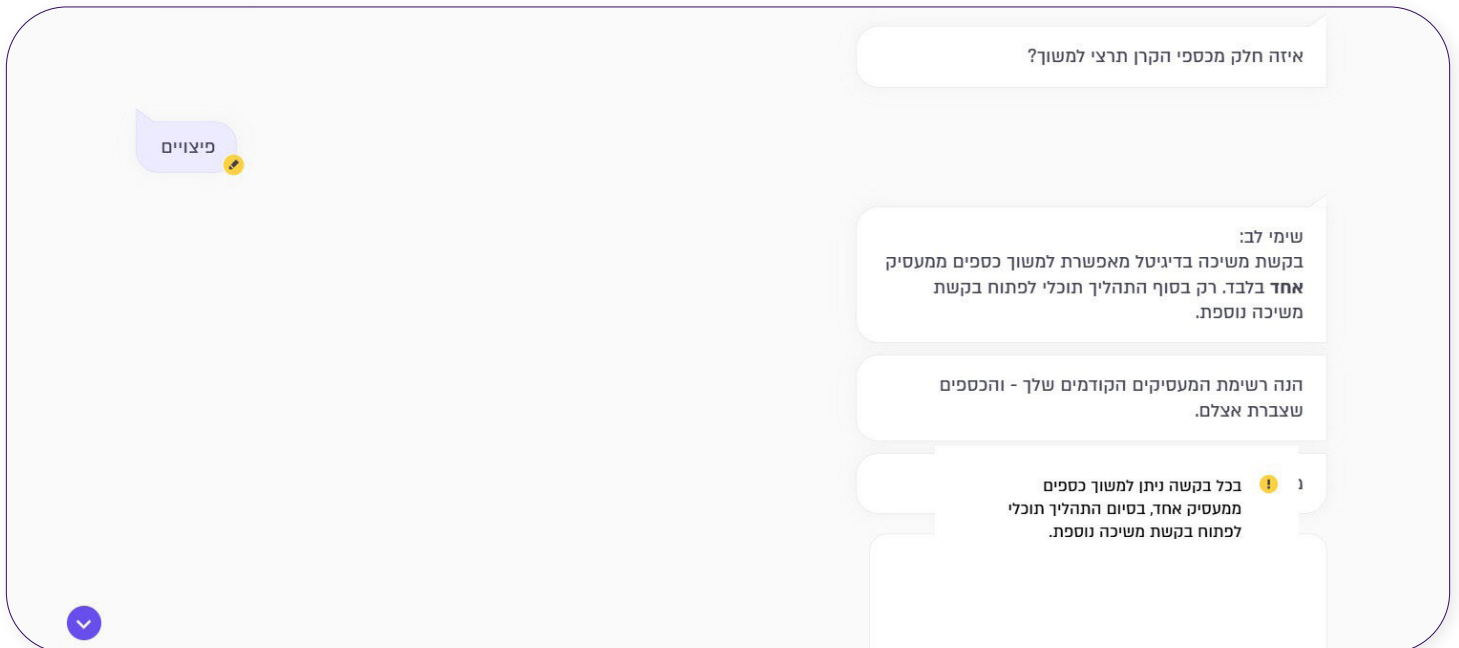 איזה חלק מכספי הקרן תרצי למשוך?
פיצויים
שימי לב:
בקשת משיכה בדיגיטל מאפשרת למשוך כספים ממעסיק
אחד בלבד. רק בסוף התהליך תוכלי לפתוח בקשת
משיכה נוספת.
הנה רשימת המעסיקים הקודמים שלך - והכספים
שצברת אצלם.
בכל בקשה ניתן למשוך כספים
ממעסיק אחד, בסיום התהליך תוכלי
לפתוח בקשת משיכה נוספת.